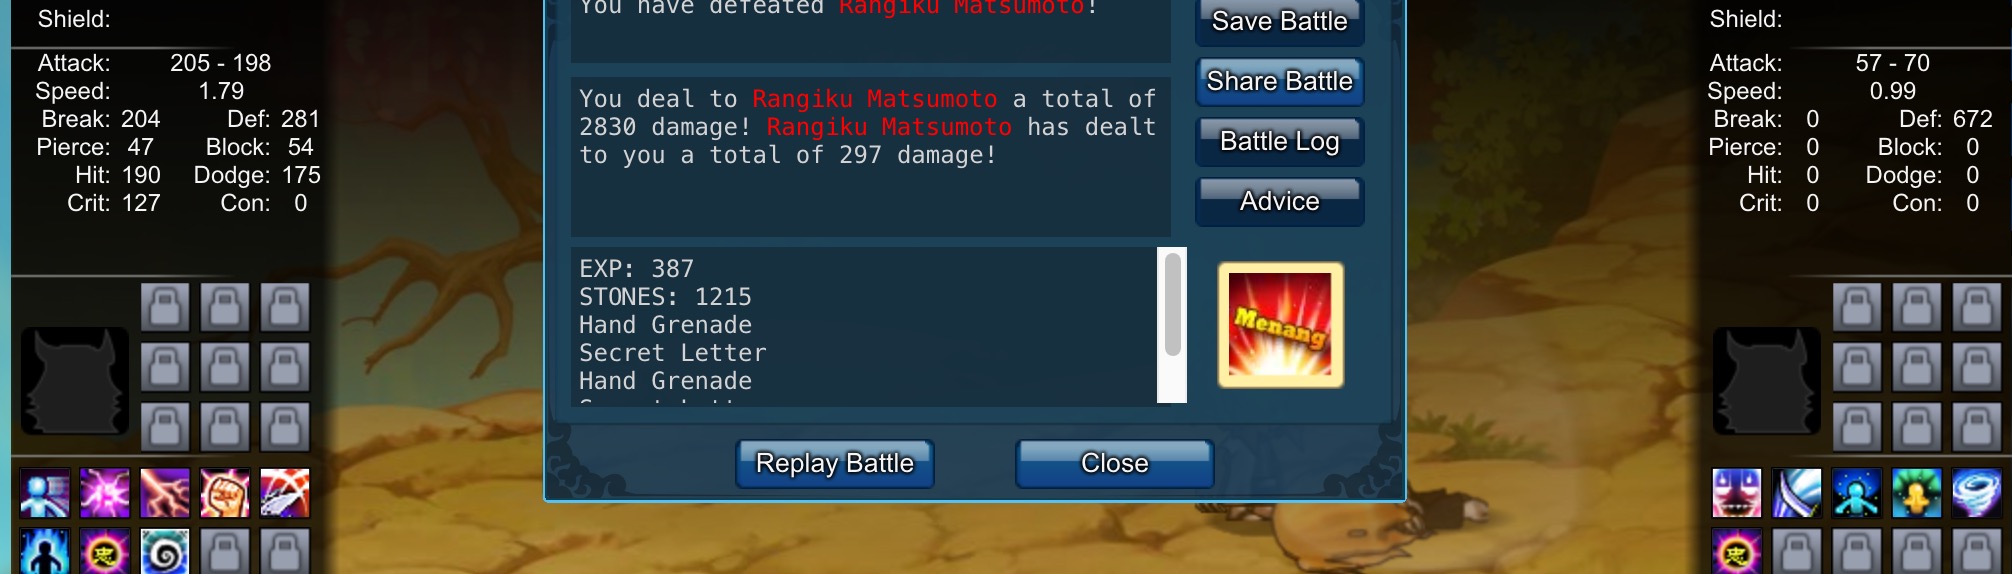 Shield:
Attack: 205 - 198
Speed: 1.79
Break: 204 Def: 281
Pierce: 47 Block: 54
Hit: 190 Dodge: 175
Crit: 127 Con: 0
You have defeated Rangiku Matsumoto!
You deal to Rangiku Matsumoto a total of
2830 damage! Rangiku Matsumoto has dealt
to you a total of 297 damage!
EXP: 387
STONES: 1215
Hand Grenade
Secret Letter
Hand Grenade
Save Battle
Share Battle
Battle Log
Advice
Menang
Replay Battle
Close
Shield:
Attack: 57 - 70
Speed: 0.99
Break: 0 Def: 672
Pierce: 0 Block: 0
Hit: 0 Dodge: 0
Crit: 0 Con: 0
忠
忠